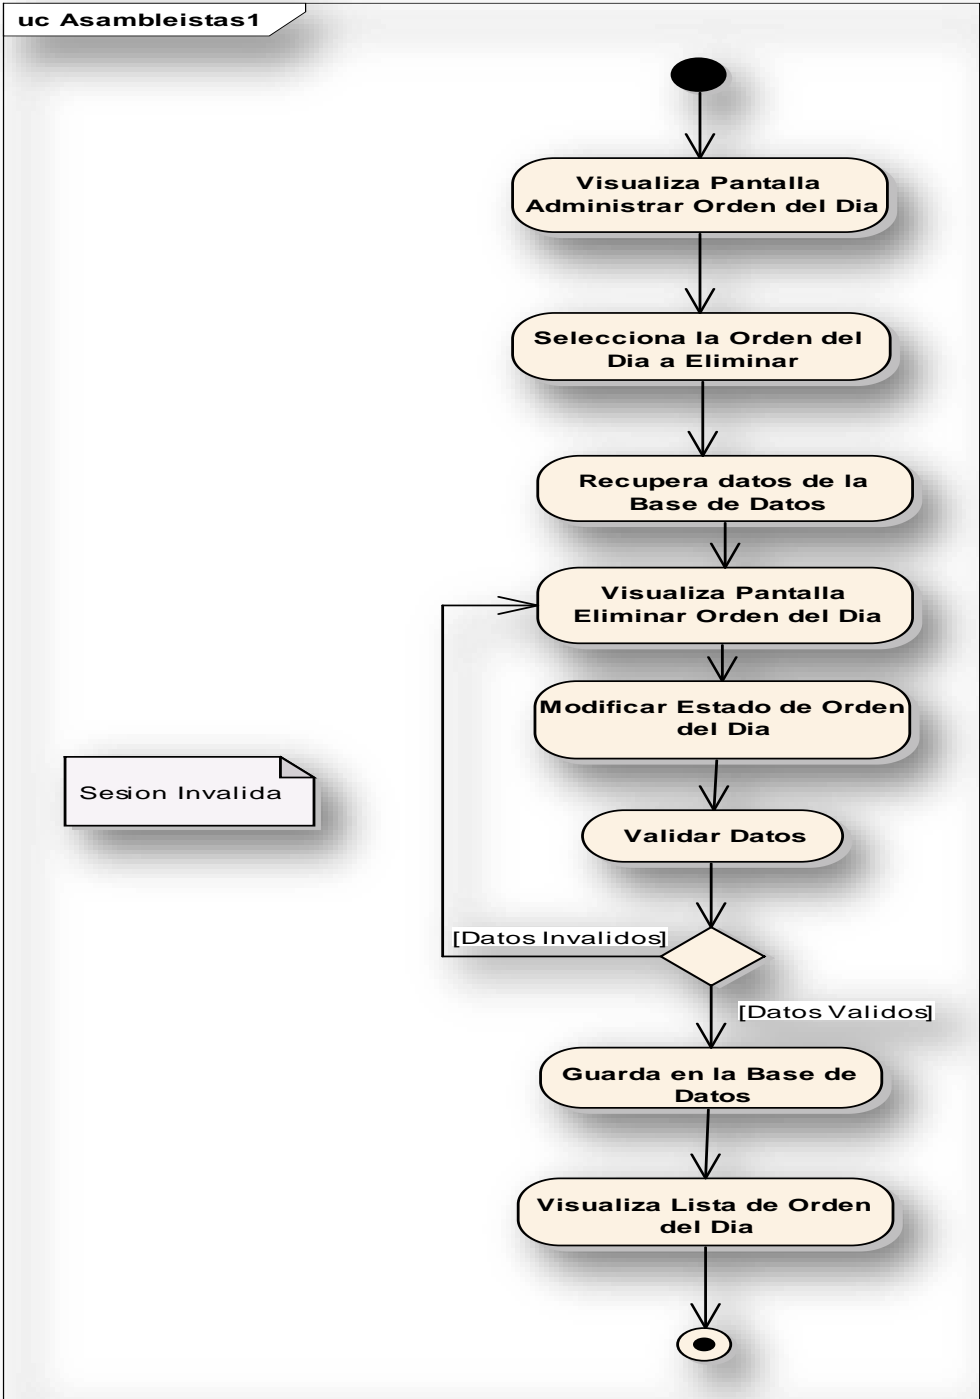 uc Asambleistas1
Visualiza Pantalla
Administrar Orden del Dia
Selecciona la Orden del
Dia a Eliminar
Recupera datos de la
Base de Datos
Visualiza Pantalla
Eliminar Orden del Dia
Modificar Estado de Orden
del Dia
Sesion Invalida
Validar Datos
[Datos Invalidos]
[Datos Validos]
Guarda en la Base de
Datos
Visualiza Lista de Orden
del Dia